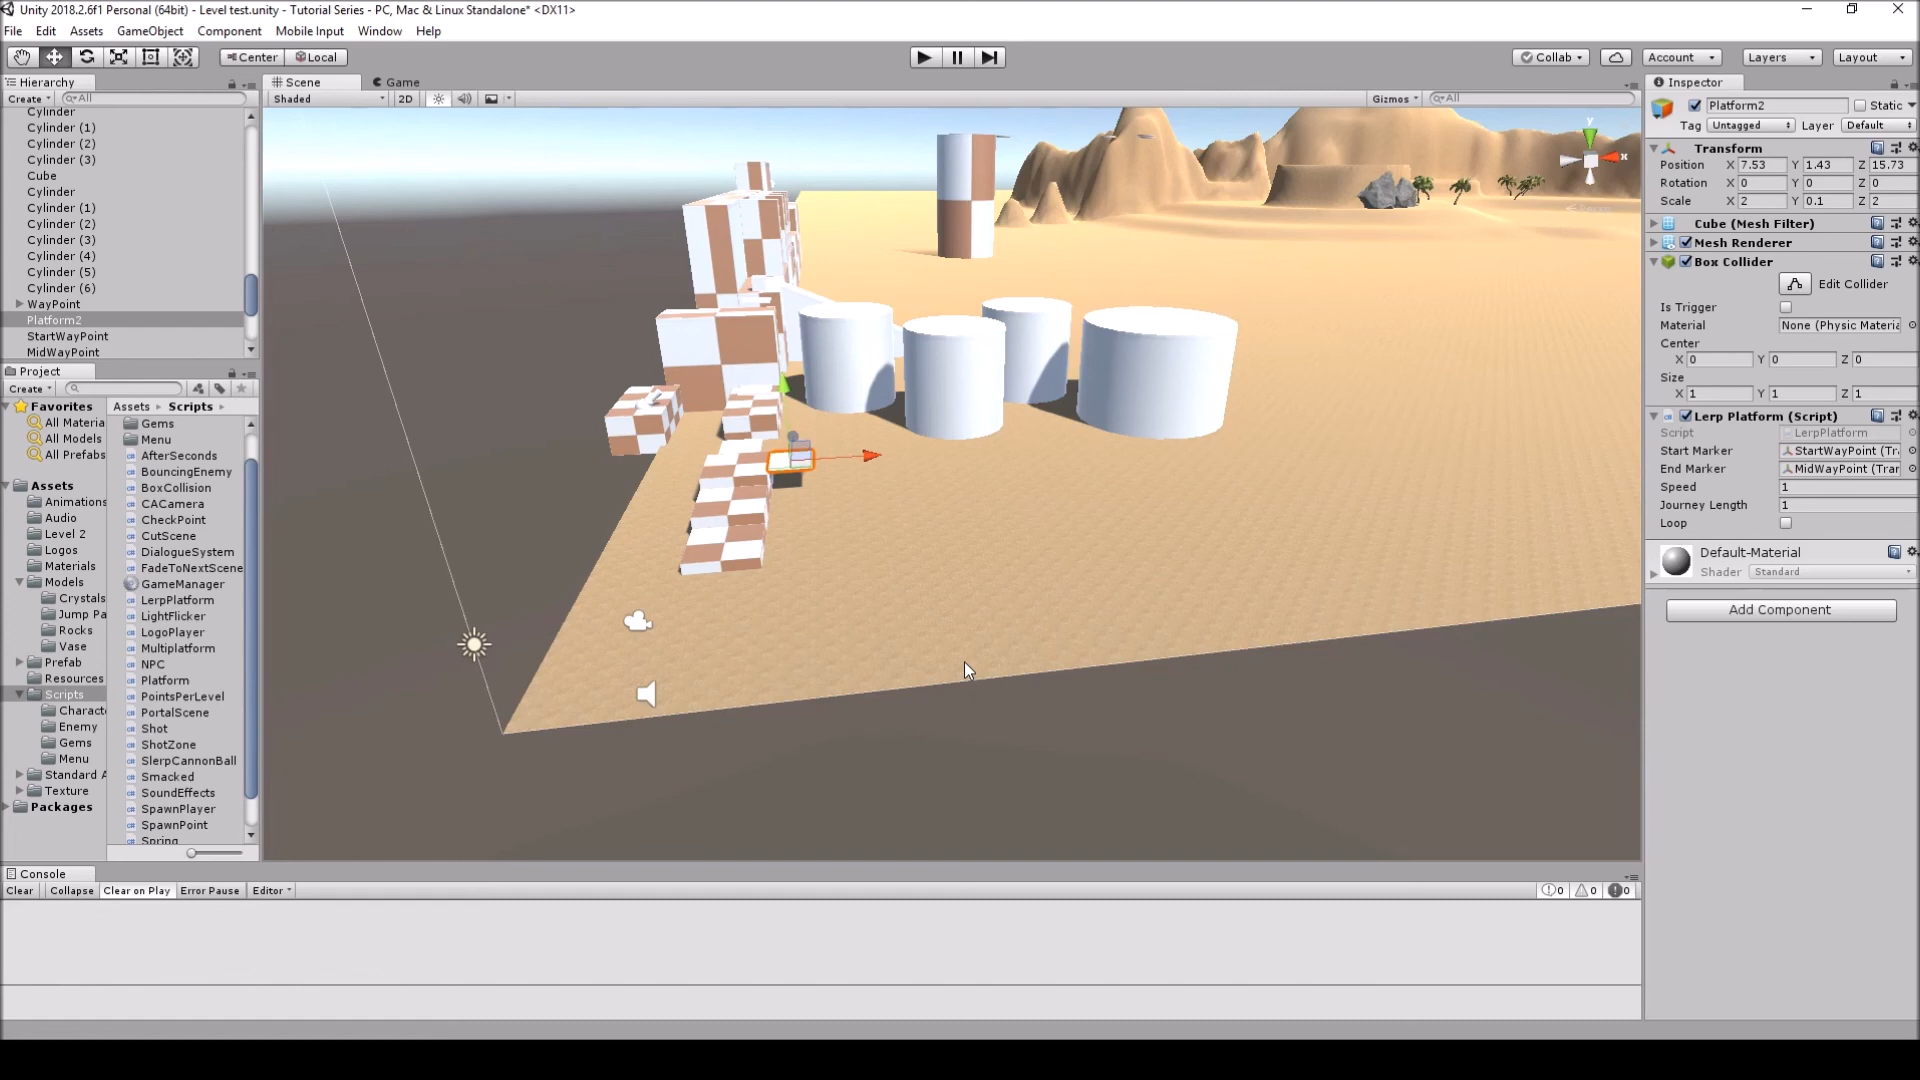 Unity 2018.2.6f1 Personal (64bit) - Level test.unity - Tutorial Series - PC, Mac & Linux Standalone* <DX11>
File Edit Assets GameObject Component Mobile Input Window Help
Center Local
Collab Account Layers Layout
Hierarchy
Create All
Cylinder
Cylinder (1)
Cylinder (2)
Cylinder (3)
Cube
Cylinder
Cylinder (1)
Cylinder (2)
Cylinder (3)
Cylinder (4)
Cylinder (5)
Cylinder (6)
WayPoint
Platform2
StartWayPoint
MidWayPoint
Project
Create
Favorites
All Materia
All Models
All Prefabs
Assets
Animations
Audio
Level 2
Logos
Materials
Models
Crystals
Jump Pa
Rocks
Vase
Prefab
Resources
Scripts
Charact
Enemy
Gems
Menu
Standard A
Texture
Packages
Assets Scripts
Gems
Menu
AfterSeconds
BouncingEnemy
BoxCollision
CACamera
CheckPoint
CutScene
DialogueSystem
FadeToNextScene
GameManager
LerpPlatform
LightFlicker
LogoPlayer
Multiplatform
NPC
Platform
PointsPerLevel
PortalScene
Shot
ShotZone
SlerpCannonBall
Smacked
SoundEffects
SpawnPlayer
SpawnPoint
Spring
Scene Game
Shaded 2D Gizmos All
y
x
Inspector
Platform2 Static
Tag Untagged Layer Default
Transform
Position X 7.53 Y 1.43 Z 15.73
Rotation X 0 Y 0 Z 0
Scale X 2 Y 0.1 Z 2
Cube (Mesh Filter)
Mesh Renderer
Box Collider
Edit Collider
Is Trigger
Material None (Physic Materia
Center
X 0 Y 0 Z 0
Size
X 1 Y 1 Z 1
Lerp Platform (Script)
Script LerpPlatform
Start Marker StartWayPoint (Tr
End Marker MidWayPoint (Tran
Speed 1
Journey Length 1
Loop
Default-Material
Shader Standard
Add Component
Console
Clear Collapse Clear on Play Error Pause Editor
0 0 0